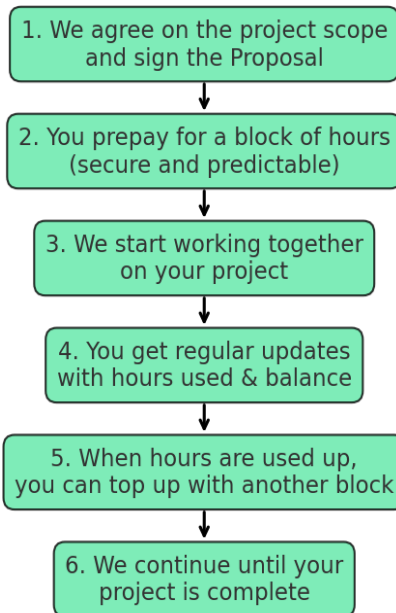 1. We agree on the project scope
and sign the Proposal
2. You prepay for a block of hours
(secure and predictable)
3. We start working together
on your project
4. You get regular updates
with hours used & balance
5. When hours are used up,
you can top up with another block
6. We continue until your
project is complete